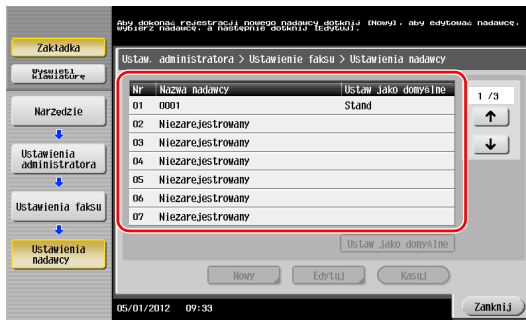 Aby dokonać rejestracji nowego nadawcy dotknij [Nowy], aby edytować nadawcę,
wybierz nadawcę, a następnie dotknij [Edytuj].
Zakładka
Wyświetl
klawiaturę
Narzędzie
Ustawienia
administratora
Ustawienia faksu
Ustawienia
nadawcy
Ustaw. administratora > Ustawienie faksu > Ustawienia nadawcy
Nr Nazwa nadawcy Ustaw jako domyślne
01 0001 Stand
02 Niezarejestrowany
03 Niezarejestrowany
04 Niezarejestrowany
05 Niezarejestrowany
06 Niezarejestrowany
07 Niezarejestrowany
1 /3
Ustaw jako domyślne
Nowy Edytuj Kasuj
05/01/2012 09:33
Zamknij